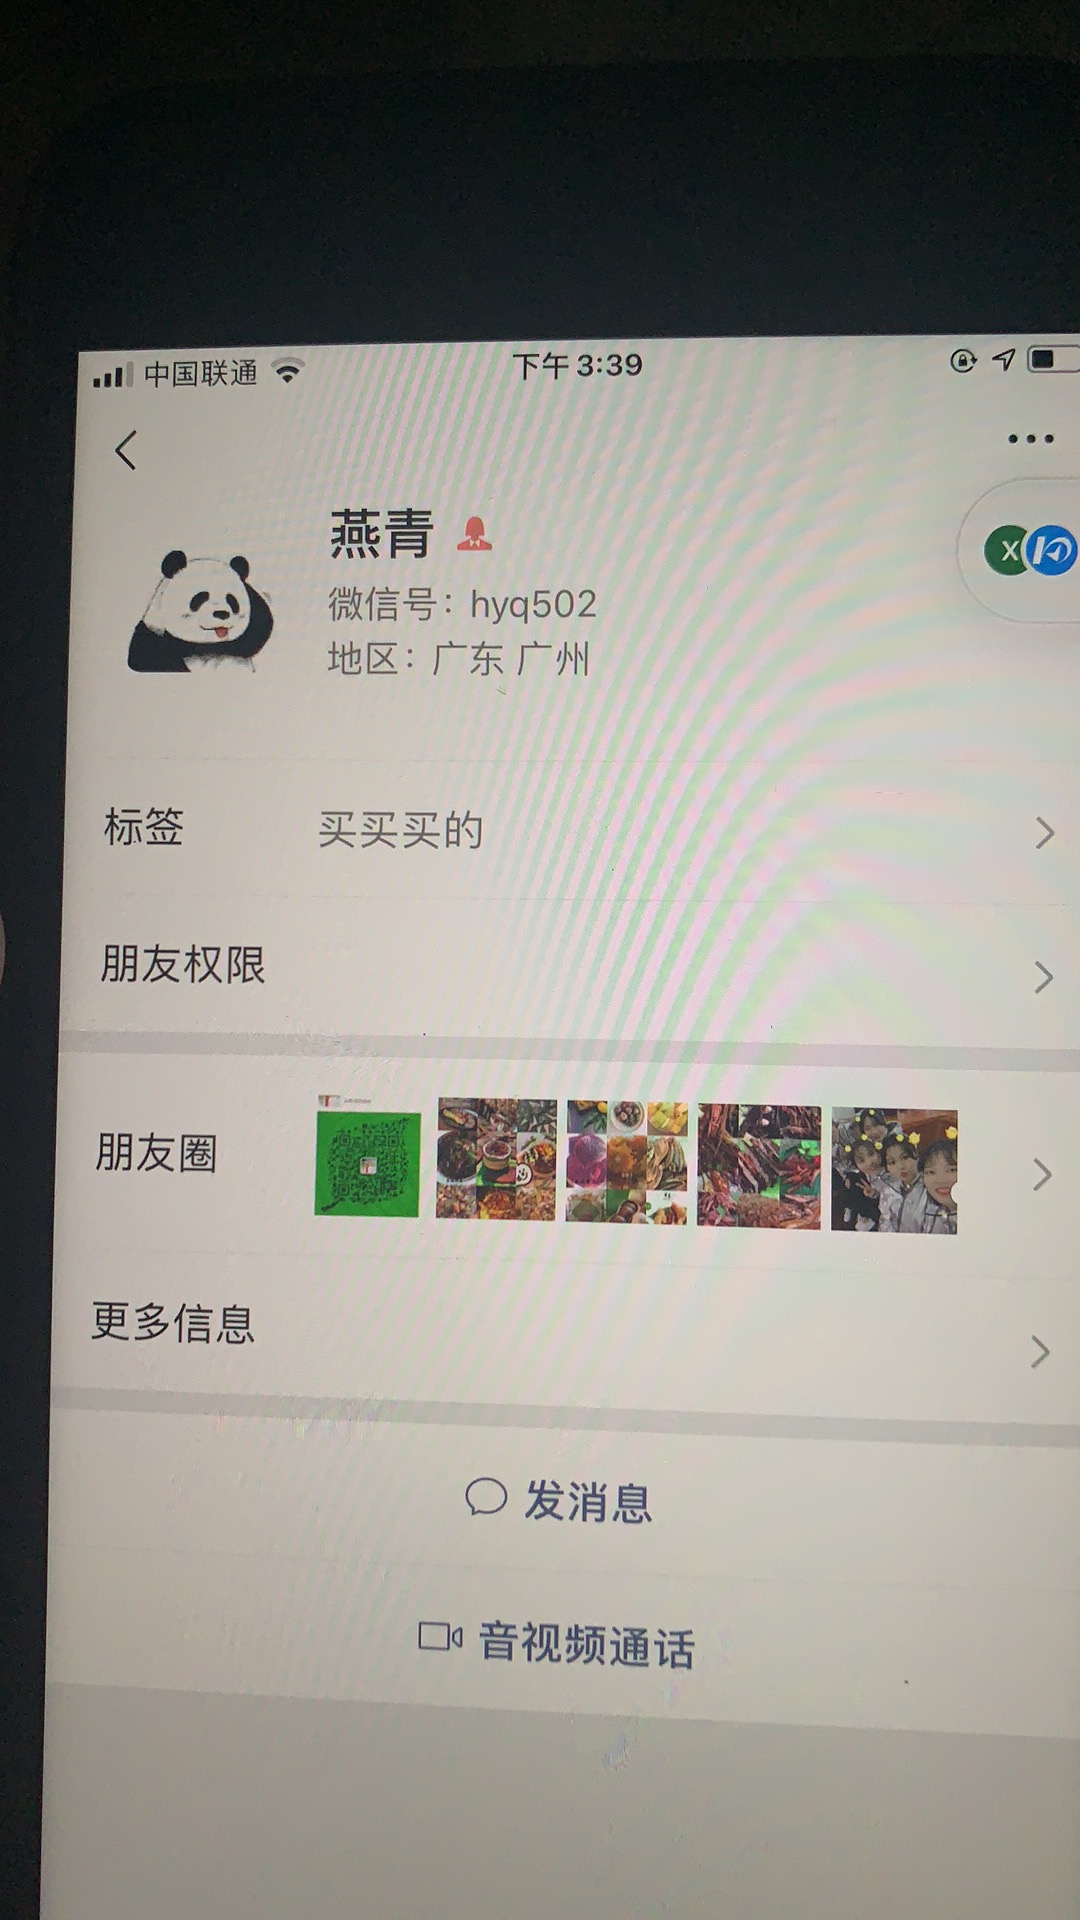 中国联通
下午 3:39
燕青
微信号：hyq502
地区：广东 广州
X
标签
买买买的
朋友权限
朋友圈
更多信息
发消息
音视频通话